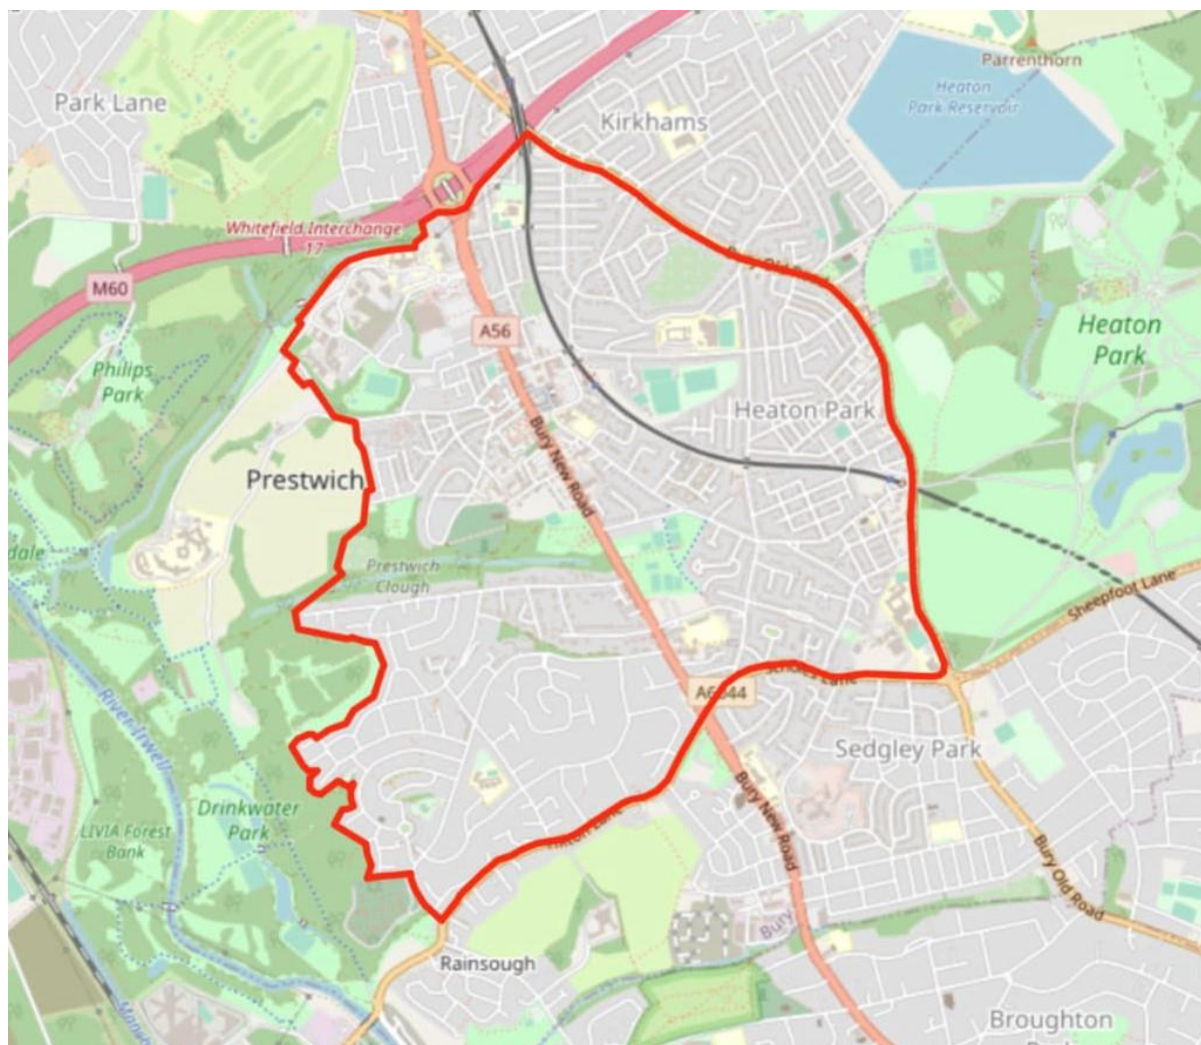 Parrenthorn
Heaton
Park Reservoir
Park Lane
Kirkhams
Whitefield Interchange
17
M60
A56
Heaton
Park
Philips
Park
Heaton Park
Bury New Road
Prestwich
dale
Prestwich
Clough
Sheepfoot Lane
River Irwell
Sedgley Park
Drinkwater
Park
LIVIA Forest
Bank
Bury New Road
Bury Old Road
Bury
Rainsough
Broughton